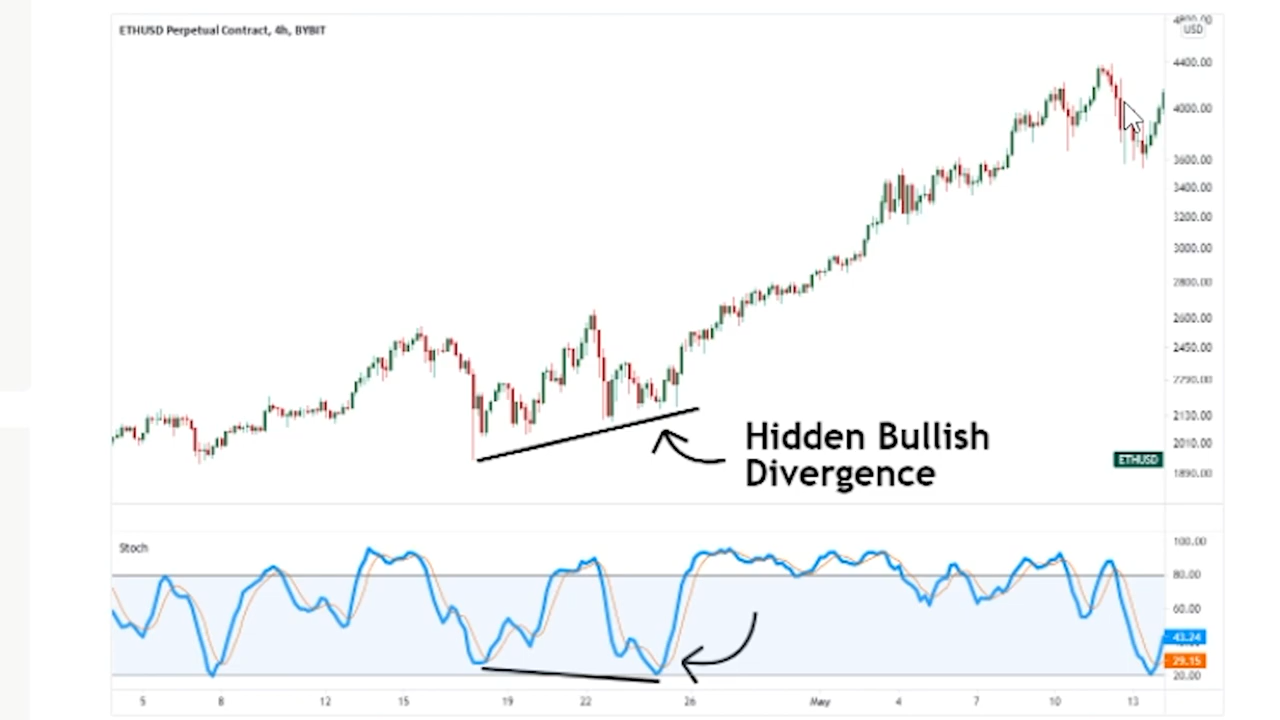 ETHUSD Perpetual Contract, 4h, BYBIT
USD
4400.00
4000.00
3600.00
3400.00
3200.00
3000.00
2800.00
2600.00
2450.00
2290.00
2130.00
2010.00
1890.00
Hidden Bullish
Divergence
ETHUSD
Stoch
100.00
80.00
60.00
43.24
29.15
20.00
5 8 12 15 19 22 26 May 4 7 10 13